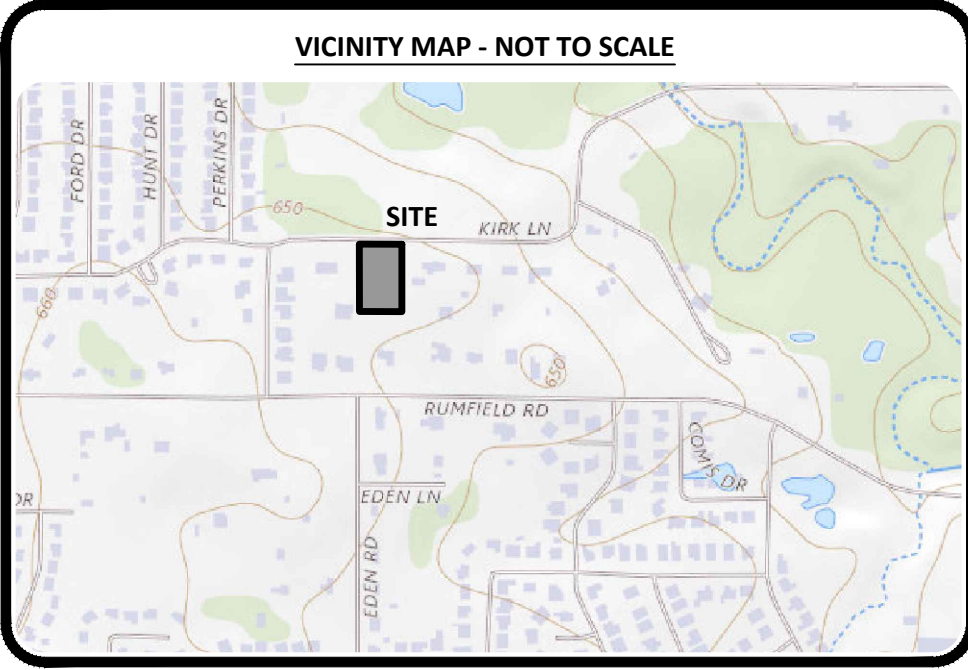 VICINITY MAP - NOT TO SCALE
FORD DR
HUNT DR
PERKINS DR
650
SITE
KIRK LN
660
650
RUMFIELD RD
COMIS DR
DR
EDEN LN
EDEN RD